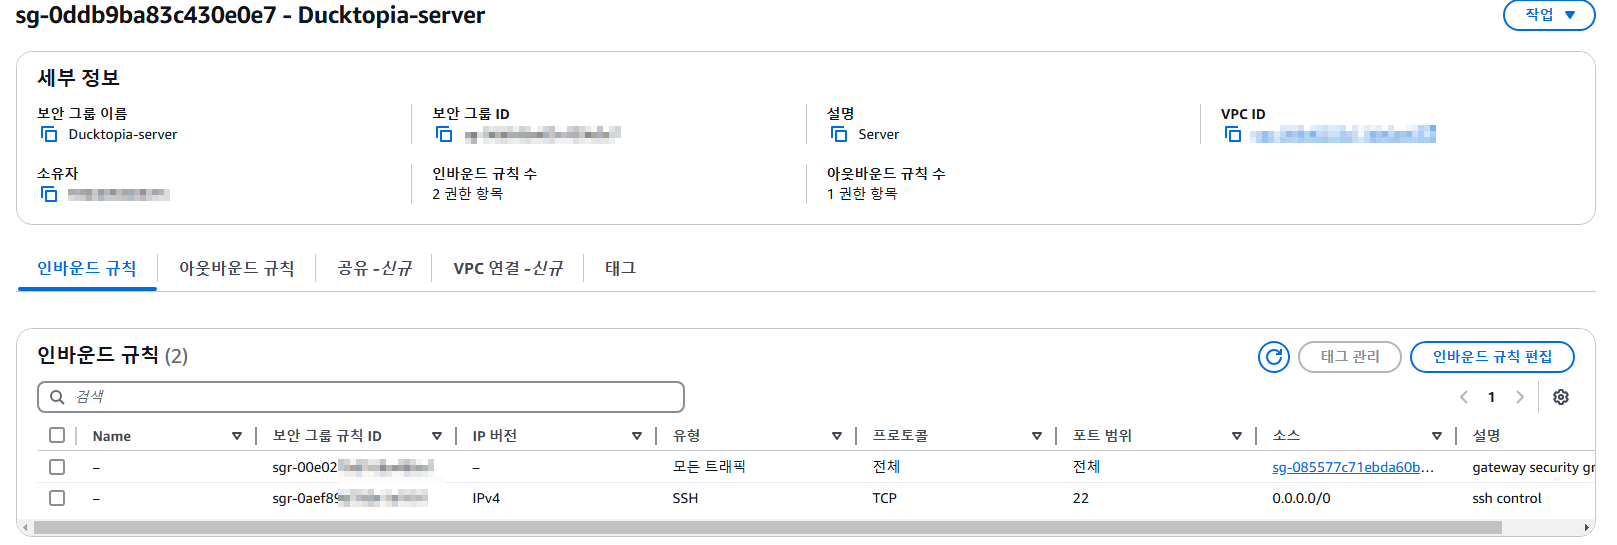 sg-0ddb9ba83c430e0e7 - Ducktopia-server
작업
세부 정보
보안 그룹 이름
Ducktopia-server
보안 그룹 ID
설명
Server
VPC ID
소유자
인바운드 규칙 수
2 권한 항목
아웃바운드 규칙 수
1 권한 항목
인바운드 규칙 아웃바운드 규칙 공유 -신규 VPC 연결 -신규 태그
인바운드 규칙 (2)
태그 관리 인바운드 규칙 편집
검색
1
Name 보안 그룹 규칙 ID IP 버전 유형 프로토콜 포트 범위 소스 설명
– sgr-00e02 – 모든 트래픽 전체 전체 sg-085577c71ebda60b... gateway security gr
– sgr-0aef89 IPv4 SSH TCP 22 0.0.0.0/0 ssh control